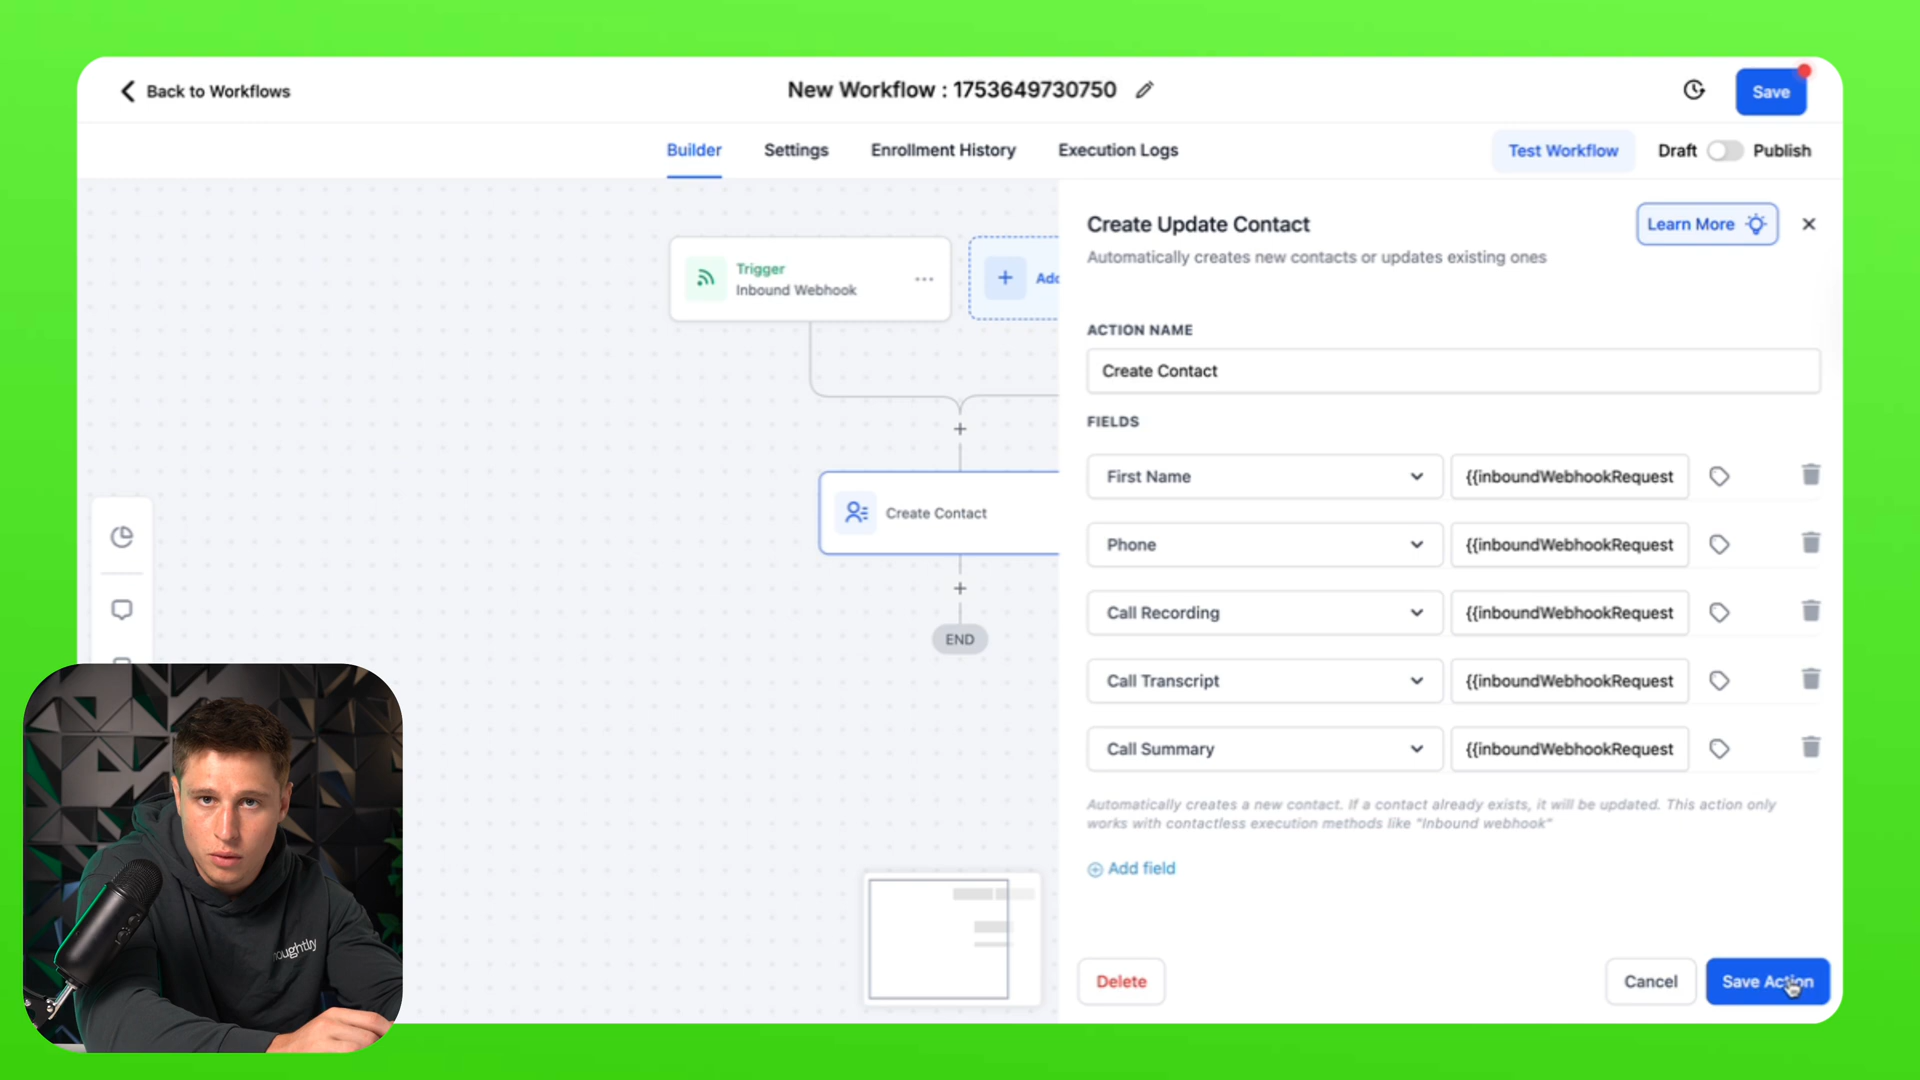 Back to Workflows
New Workflow : 1753649730750
Save
Builder
Settings
Enrollment History
Execution Logs
Test Workflow
Draft
Publish
Trigger
Inbound Webhook
Create Contact
END
Create Update Contact
Learn More
Automatically creates new contacts or updates existing ones
ACTION NAME
Create Contact
FIELDS
First Name
{{inboundWebhookRequest
Phone
{{inboundWebhookRequest
Call Recording
{{inboundWebhookRequest
Call Transcript
{{inboundWebhookRequest
Call Summary
{{inboundWebhookRequest
Automatically creates a new contact. If a contact already exists, it will be updated. This action only
works with contactless execution methods like "Inbound webhook"
Add field
Delete
Cancel
Save Action